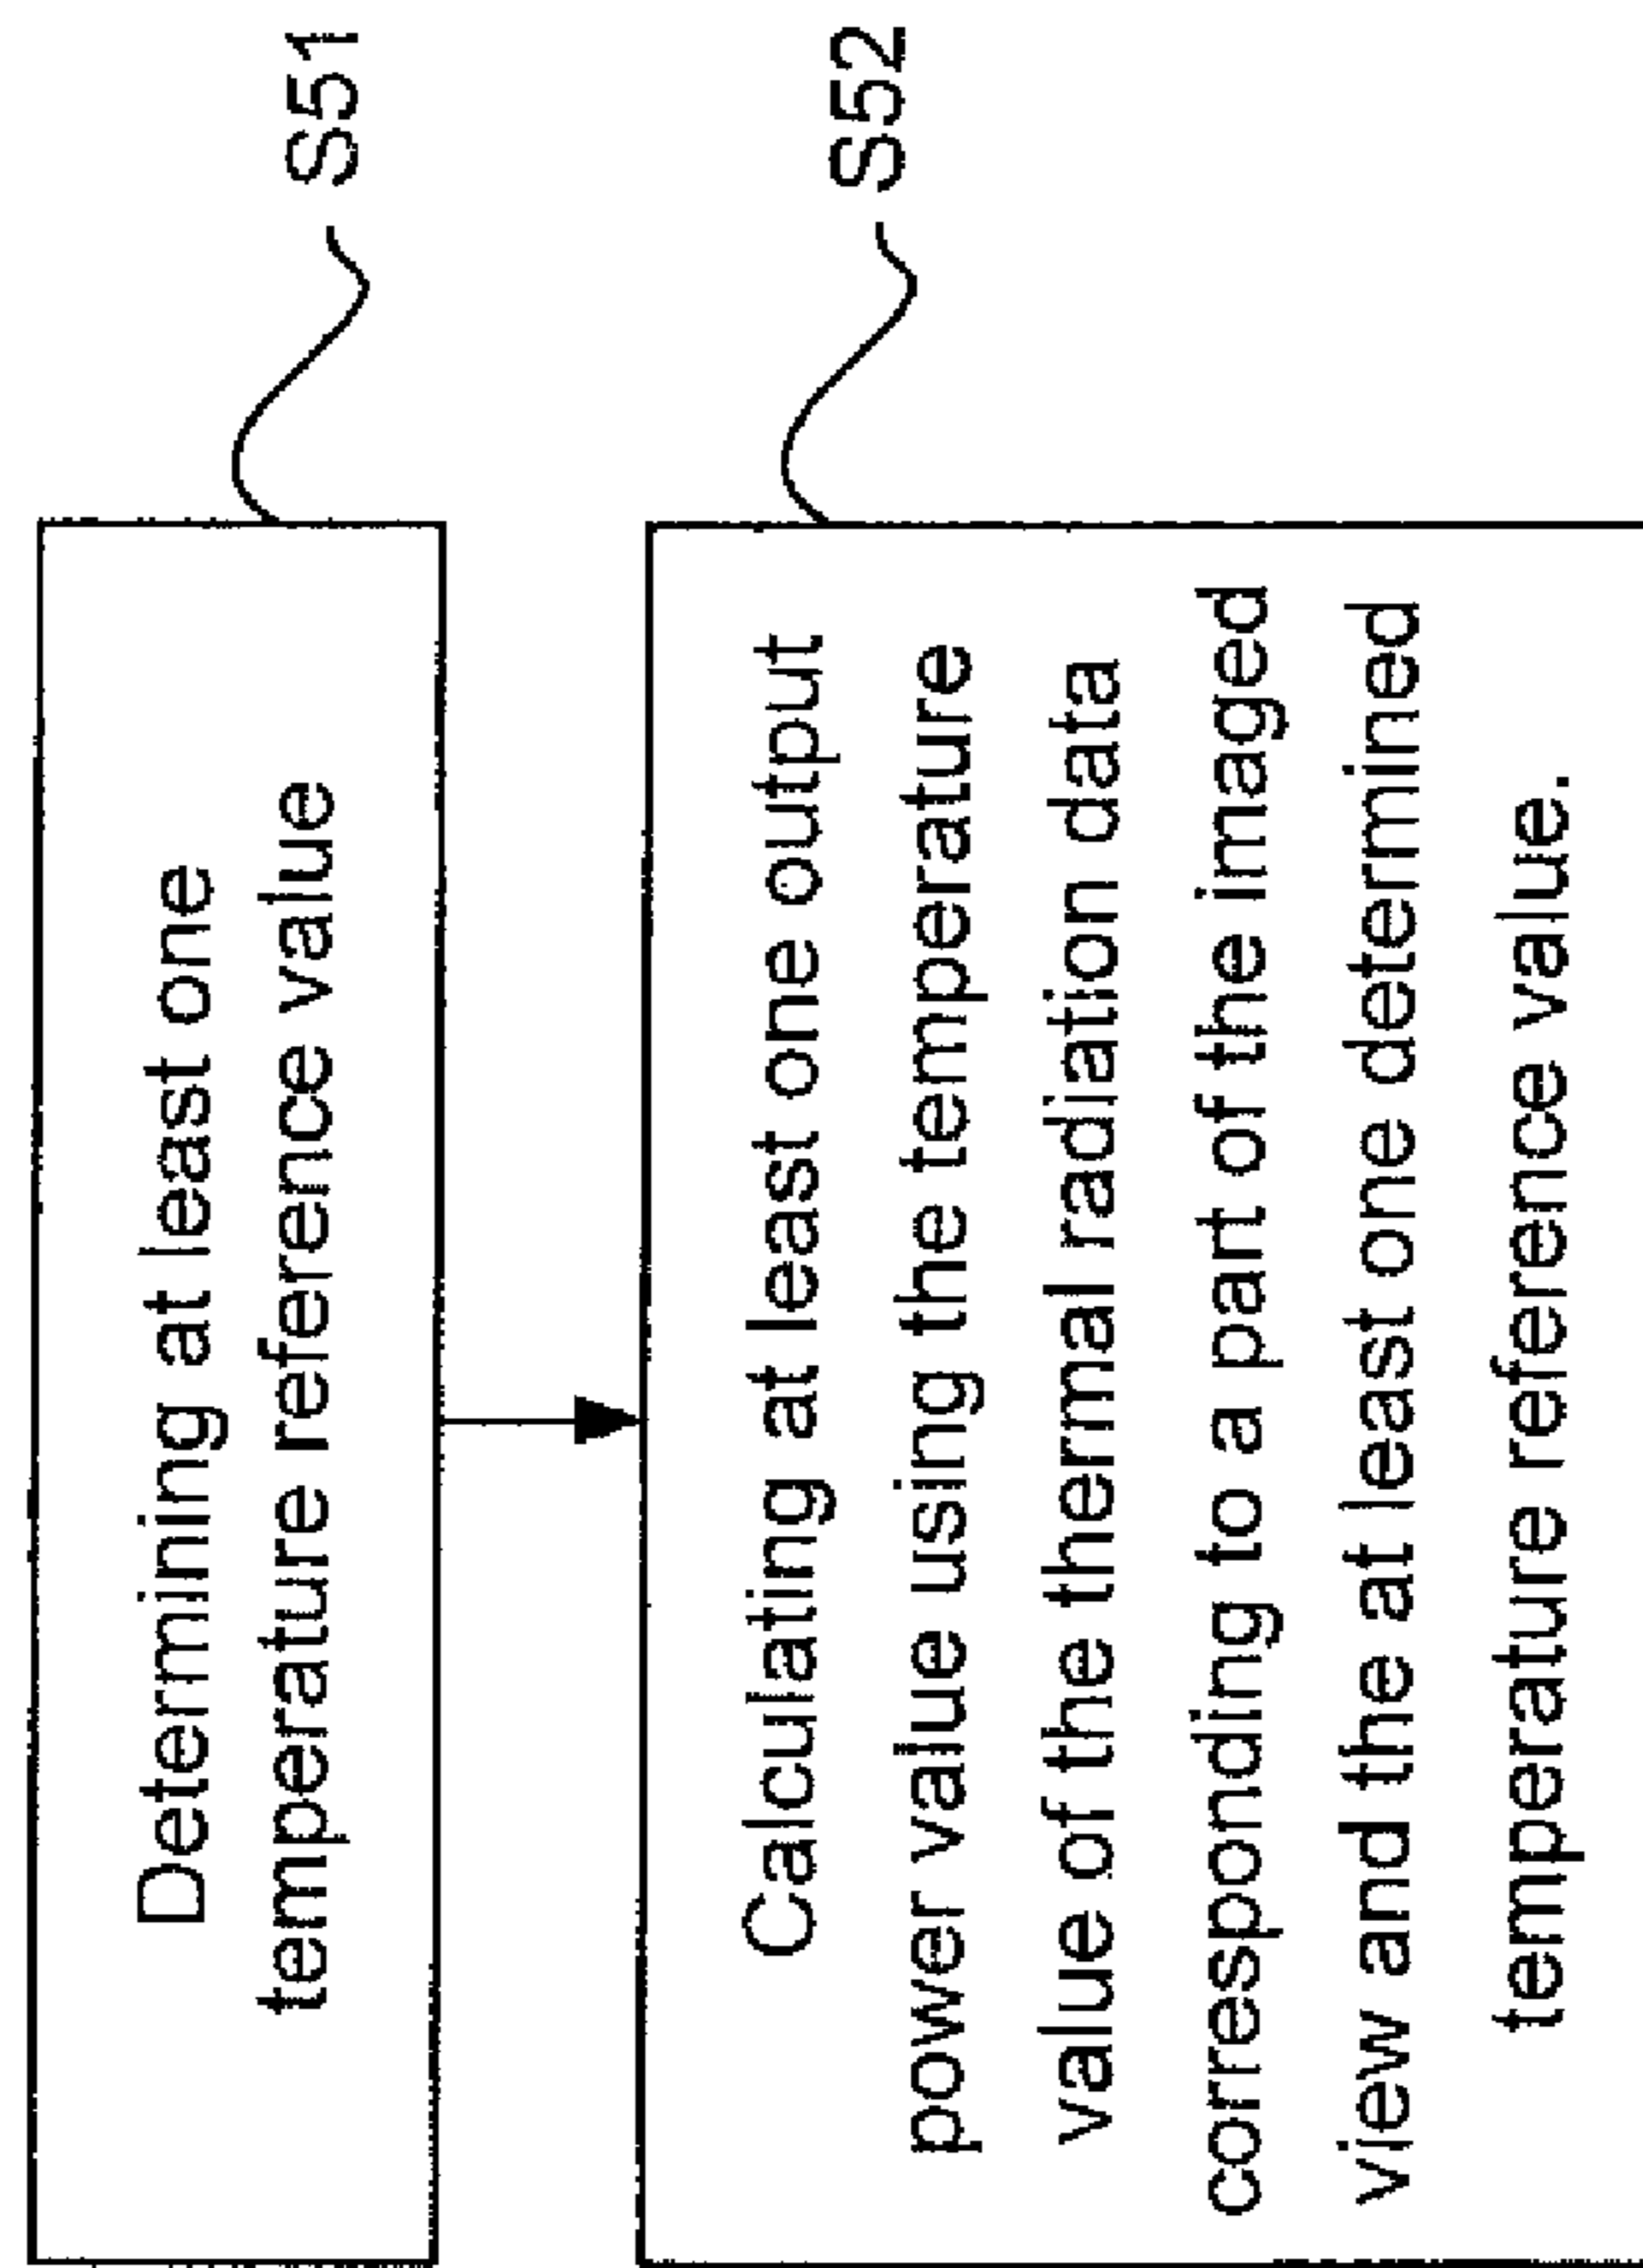 Determining at least one
temperature reference value
S51
Calculating at least one output
power value using the temperature
value of the thermal radiation data
corresponding to a part of the imaged
view and the at least one determined
temperature reference value.
S52